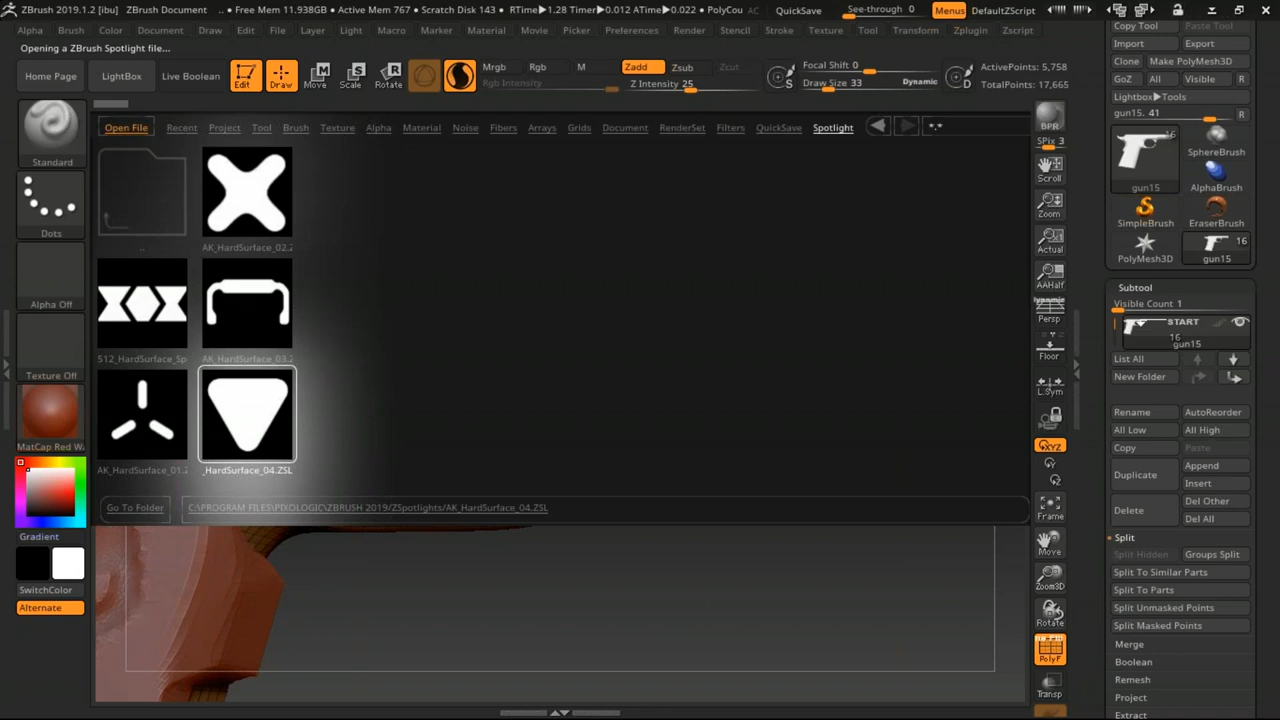 ZBrush 2019.1.2 [ibu] ZBrush Document .. • Free Mem 11.938GB • Active Mem 767 • Scratch Disk 143 • RTime▶1.28 Timer▶0.012 ATime▶0.022 • PolyCou AC QuickSave See-through 0 Menus DefaultZScript
Alpha Brush Color Document Draw Edit File Layer Light Macro Marker Material Movie Picker Preferences Render Stencil Stroke Texture Tool Transform Zplugin Zscript
Opening a ZBrush Spotlight file...
Home Page LightBox Live Boolean Edit Draw Move Scale Rotate
Mrgb Rgb M Zadd Zsub Zcut
Rgb Intensity Z Intensity 25
Focal Shift 0
Draw Size 33 Dynamic
S D
ActivePoints: 5,758
TotalPoints: 17,665
Open File Recent Project Tool Brush Texture Alpha Material Noise Fibers Arrays Grids Document RenderSet Filters QuickSave Spotlight *.*
..
AK_HardSurface_02.Z
512_HardSurface_Sp
AK_HardSurface_03.Z
AK_HardSurface_01.Z
_HardSurface_04.ZSL
Go To Folder C:\PROGRAM FILES\PIXOLOGIC\ZBRUSH 2019/ZSpotlights/AK_HardSurface_04.ZSL
Standard
Dots
Alpha Off
Texture Off
MatCap Red Wa
Gradient
SwitchColor
Alternate
BPR
SPix 3
Scroll
Zoom
Actual
AAHalf
Dynamic
Persp
Floor
L.Sym
XYZ
Y
Z
Frame
Move
Zoom3D
Rotate
PolyF
Transp
Copy Tool Paste Tool
Import Export
Clone Make PolyMesh3D
GoZ All Visible R
Lightbox▶Tools
gun15. 41 R
16
gun15
SphereBrush
AlphaBrush
SimpleBrush EraserBrush
16
PolyMesh3D gun15
Subtool
Visible Count 1
START
16
gun15
List All
New Folder
Rename AutoReorder
All Low All High
Copy Paste
Duplicate Append
Insert
Delete Del Other
Del All
Split
Split Hidden Groups Split
Split To Similar Parts
Split To Parts
Split Unmasked Points
Split Masked Points
Merge
Boolean
Remesh
Project
Extract